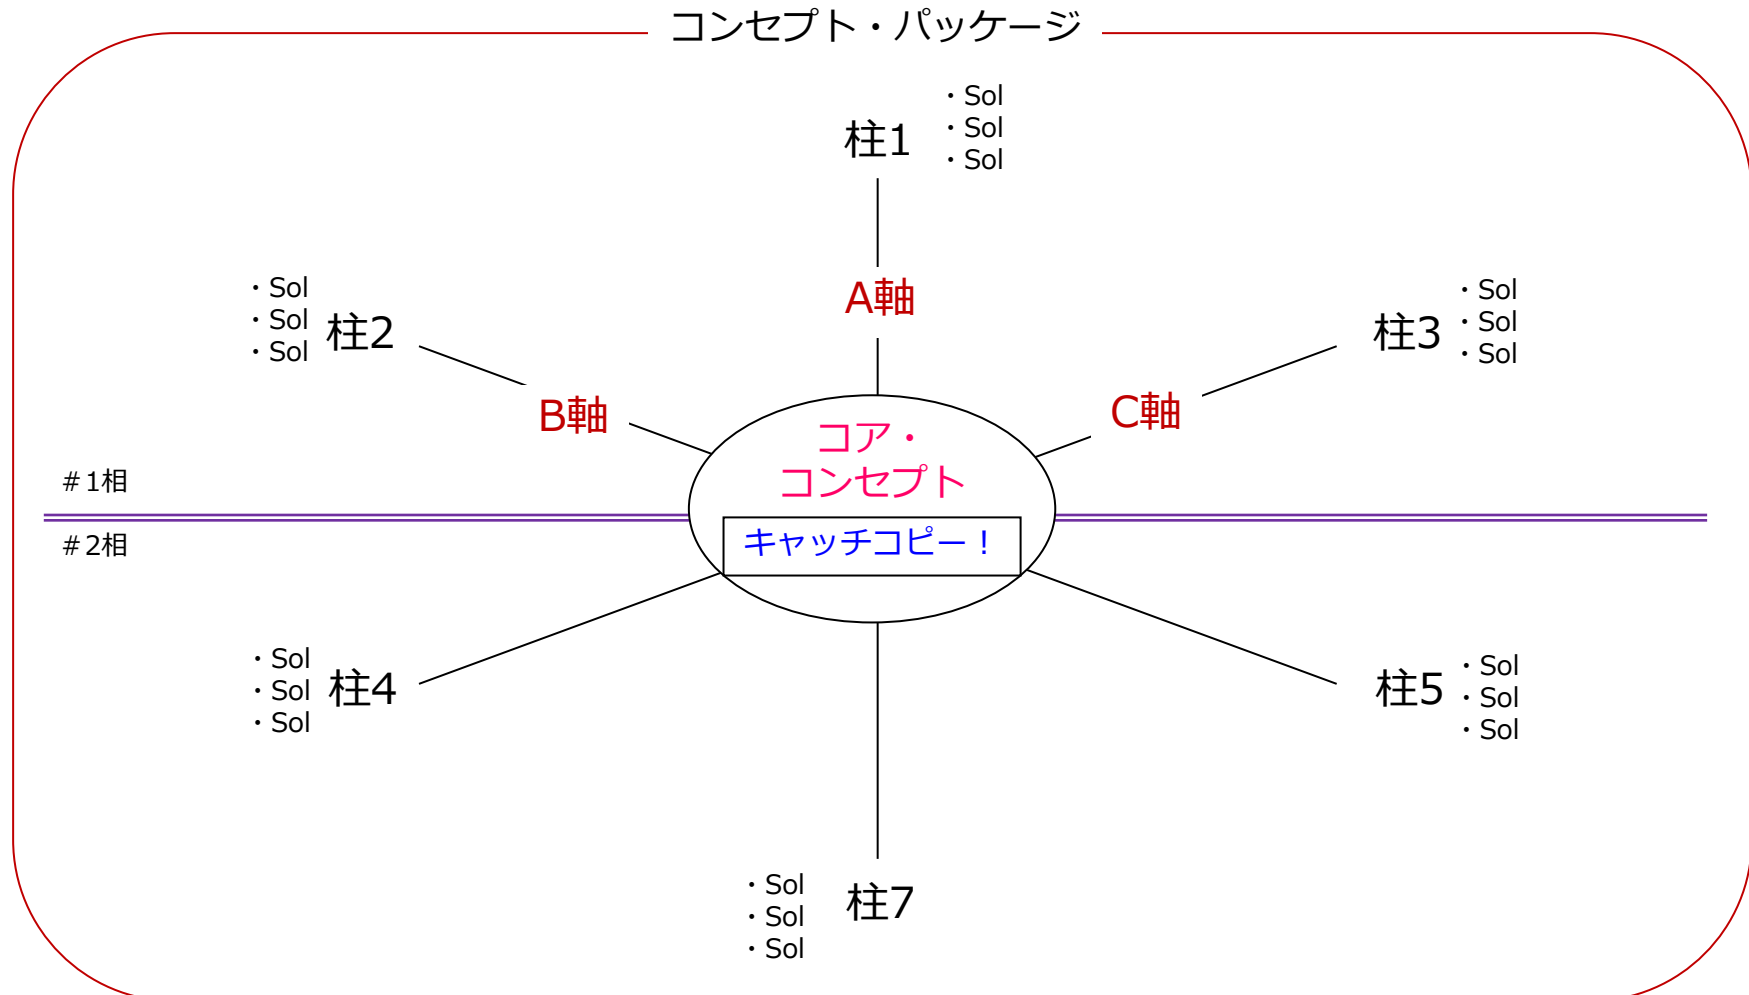 コンセプト・パッケージ
柱1
・Sol
・Sol
・Sol
A軸
・Sol
・Sol
・Sol
柱2
B軸
柱3
・Sol
・Sol
・Sol
C軸
コア・
コンセプト
キャッチコピー！
＃1相
＃2相
・Sol
・Sol
・Sol
柱4
柱5
・Sol
・Sol
・Sol
・Sol
・Sol
・Sol
柱7